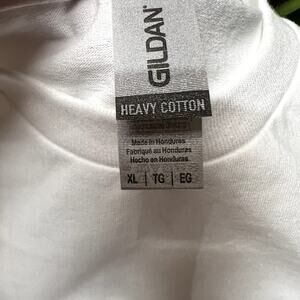 GILDAN
HEAVY COTTON
Made in Honduras
Fabriqué au Honduras
Hecho en Honduras
XL | TG | EG